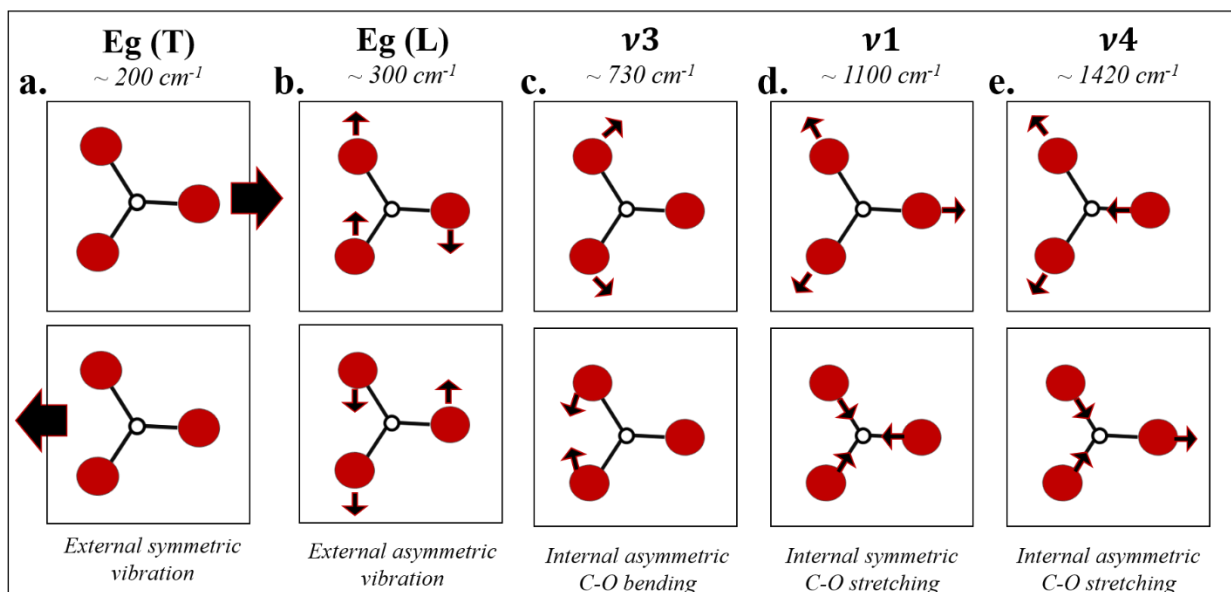 Eg (T)
~ 200 cm-1
a.
External symmetric
vibration
Eg (L)
~ 300 cm-1
b.
External asymmetric
vibration
ν3
~ 730 cm-1
c.
Internal asymmetric
C-O bending
ν1
~ 1100 cm-1
d.
Internal symmetric
C-O stretching
ν4
~ 1420 cm-1
e.
Internal asymmetric
C-O stretching